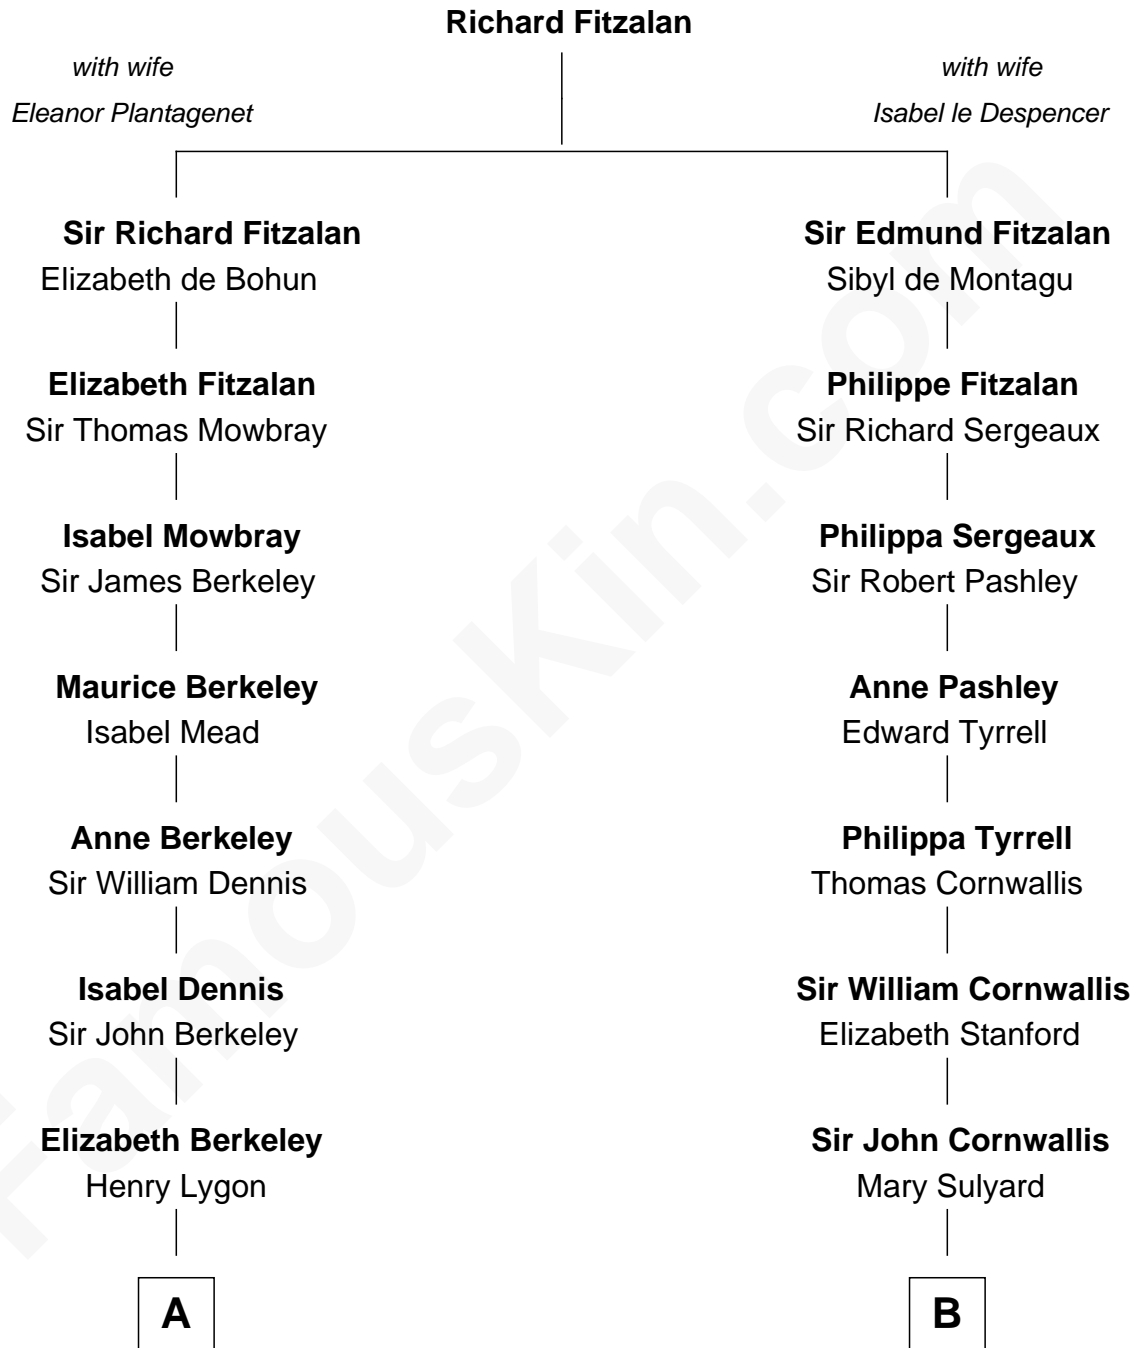 Richard Fitzalan
with wife
Eleanor Plantagenet
with wife
Isabel le Despencer
Sir Richard Fitzalan
Elizabeth de Bohun
Sir Edmund Fitzalan
Sibyl de Montagu
Elizabeth Fitzalan
Sir Thomas Mowbray
Philippe Fitzalan
Sir Richard Sergeaux
Isabel Mowbray
Sir James Berkeley
Philippa Sergeaux
Sir Robert Pashley
Maurice Berkeley
Isabel Mead
Anne Pashley
Edward Tyrrell
Anne Berkeley
Sir William Dennis
Philippa Tyrrell
Thomas Cornwallis
Isabel Dennis
Sir John Berkeley
Sir William Cornwallis
Elizabeth Stanford
Elizabeth Berkeley
Henry Lygon
Sir John Cornwallis
Mary Sulyard
A
B
FamousKin.com